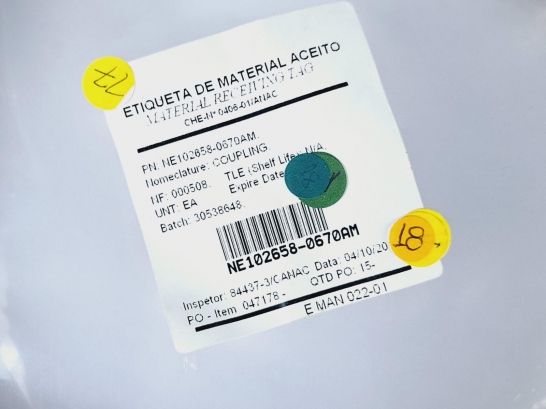 ETIQUETA DE MATERIAL ACEITO
MATERIAL RECEIVING TAG
CHE-Nº 0406-01/ANAC
PN: NE102658-0670AM.
Nomeclature: COUPLING.
NF: 000508. TLE (Shelf Life): N/A.
UNT: EA Expire Date
Batch: 30538648.
NE102658-0670AM
Inspetor: 84437-3/CANAC Data: 04/10/20
PO - Item 047178 - QTD PO: 15-
E MAN 022-01
18